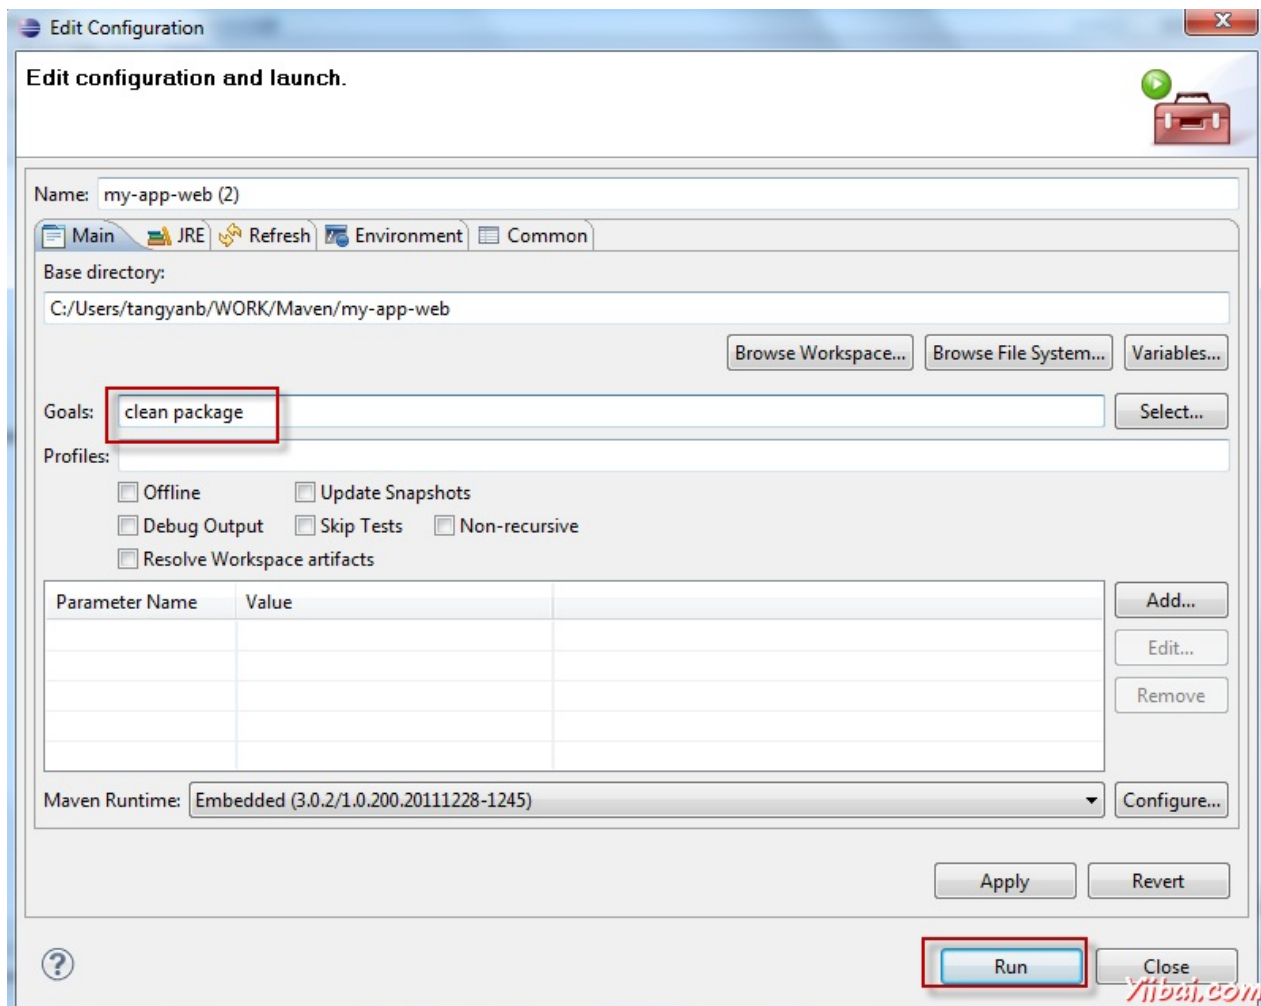 Edit Configuration
Edit configuration and launch.
Name: my-app-web (2)
Main JRE Refresh Environment Common
Base directory:
C:/Users/tangyanb/WORK/Maven/my-app-web
Browse Workspace... Browse File System... Variables...
Goals: clean package Select...
Profiles:
Offline Update Snapshots
Debug Output Skip Tests Non-recursive
Resolve Workspace artifacts
Parameter Name Value Add...
Edit...
Remove
Maven Runtime: Embedded (3.0.2/1.0.200.20111228-1245) Configure...
Apply Revert
? Run Close
Yiibai.com